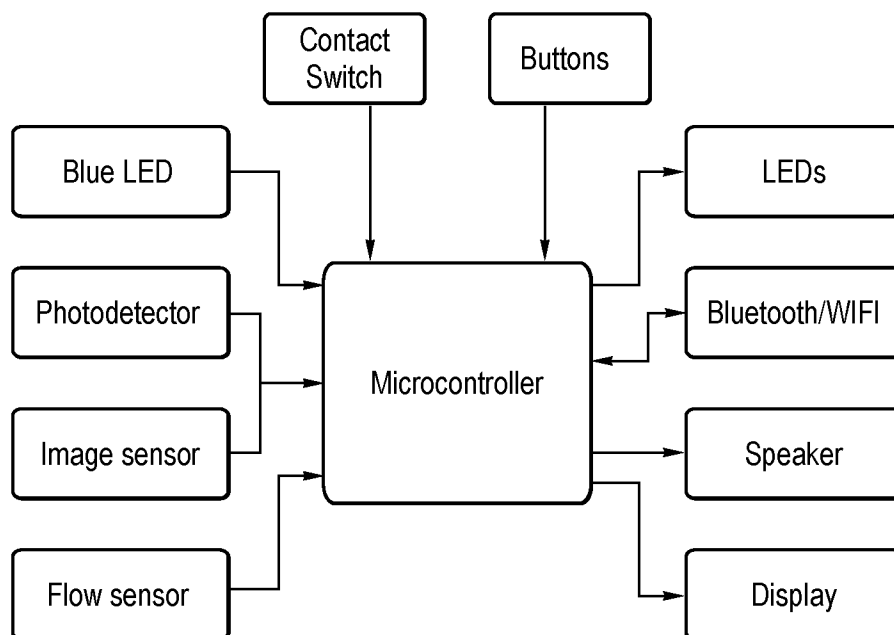 Contact
Switch
Buttons
Blue LED
LEDs
Photodetector
Bluetooth/WIFI
Microcontroller
Image sensor
Speaker
Flow sensor
Display